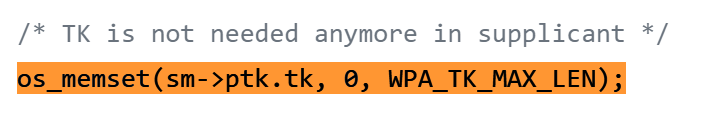 /* TK is not needed anymore in supplicant */
os_memset(sm->ptk.tk, 0, WPA_TK_MAX_LEN);